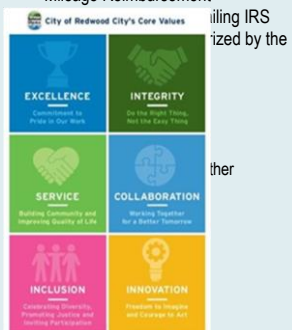 Mileage Reimbursement
ailing IRS
City of Redwood City's Core Values
rized by the
EXCELLENCE
Commitment to
Pride in Our Work
INTEGRITY
Do the Right Thing,
Not the Easy Thing
ther
SERVICE
Building Community and
Improving Quality of Life
COLLABORATION
Working Together
for a Better Tomorrow
INCLUSION
Celebrating Diversity,
Promoting Justice and
Inviting Participation
INNOVATION
Freedom to Imagine
and Courage to Act